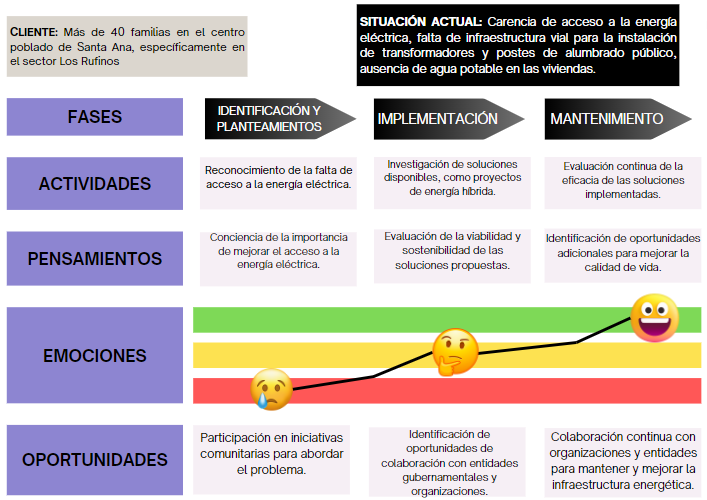 CLIENTE: Más de 40 familias en el centro
poblado de Santa Ana, específicamente en
el sector Los Rufinos
SITUACIÓN ACTUAL: Carencia de acceso a la energía
eléctrica, falta de infraestructura vial para la instalación
de transformadores y postes de alumbrado público,
ausencia de agua potable en las viviendas.
FASES
IDENTIFICACIÓN Y
PLANTEAMIENTOS
IMPLEMENTACIÓN
MANTENIMIENTO
ACTIVIDADES
Reconocimiento de la falta de
acceso a la energía eléctrica.
Investigación de soluciones
disponibles, como proyectos
de energía híbrida.
Evaluación continua de la
eficacia de las soluciones
implementadas.
PENSAMIENTOS
Conciencia de la importancia
de mejorar el acceso a la
energía eléctrica.
Evaluación de la viabilidad y
sostenibilidad de las
soluciones propuestas.
Identificación de oportunidades
adicionales para mejorar la
calidad de vida.
EMOCIONES
OPORTUNIDADES
Participación en iniciativas
comunitarias para abordar
el problema.
Identificación de
oportunidades de
colaboración con entidades
gubernamentales y
organizaciones.
Colaboración continua con
organizaciones y entidades
para mantener y mejorar la
infraestructura energética.